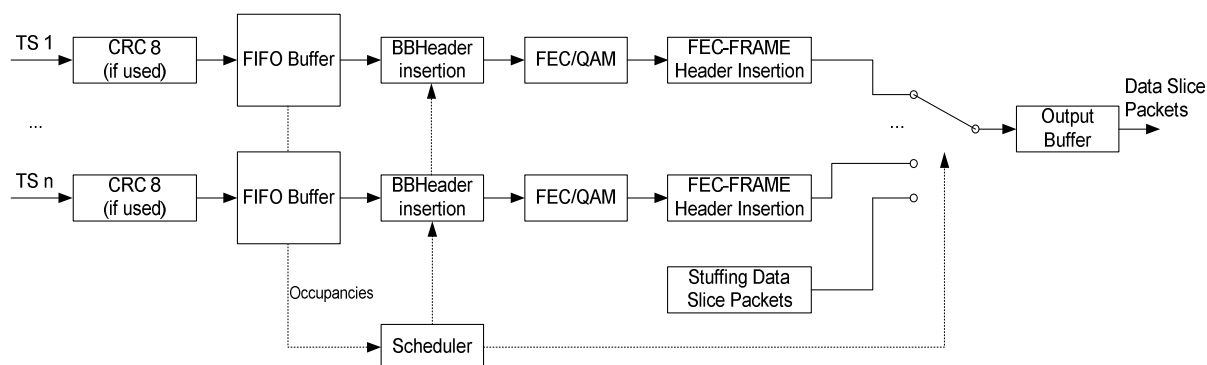 TS 1
CRC 8
(if used)
FIFO Buffer
BBHeader
insertion
FEC/QAM
FEC-FRAME
Header Insertion
Data Slice
Packets
...
...
Output
Buffer
TS n
CRC 8
(if used)
FIFO Buffer
BBHeader
insertion
FEC/QAM
FEC-FRAME
Header Insertion
Stuffing Data
Slice Packets
Occupancies
Scheduler